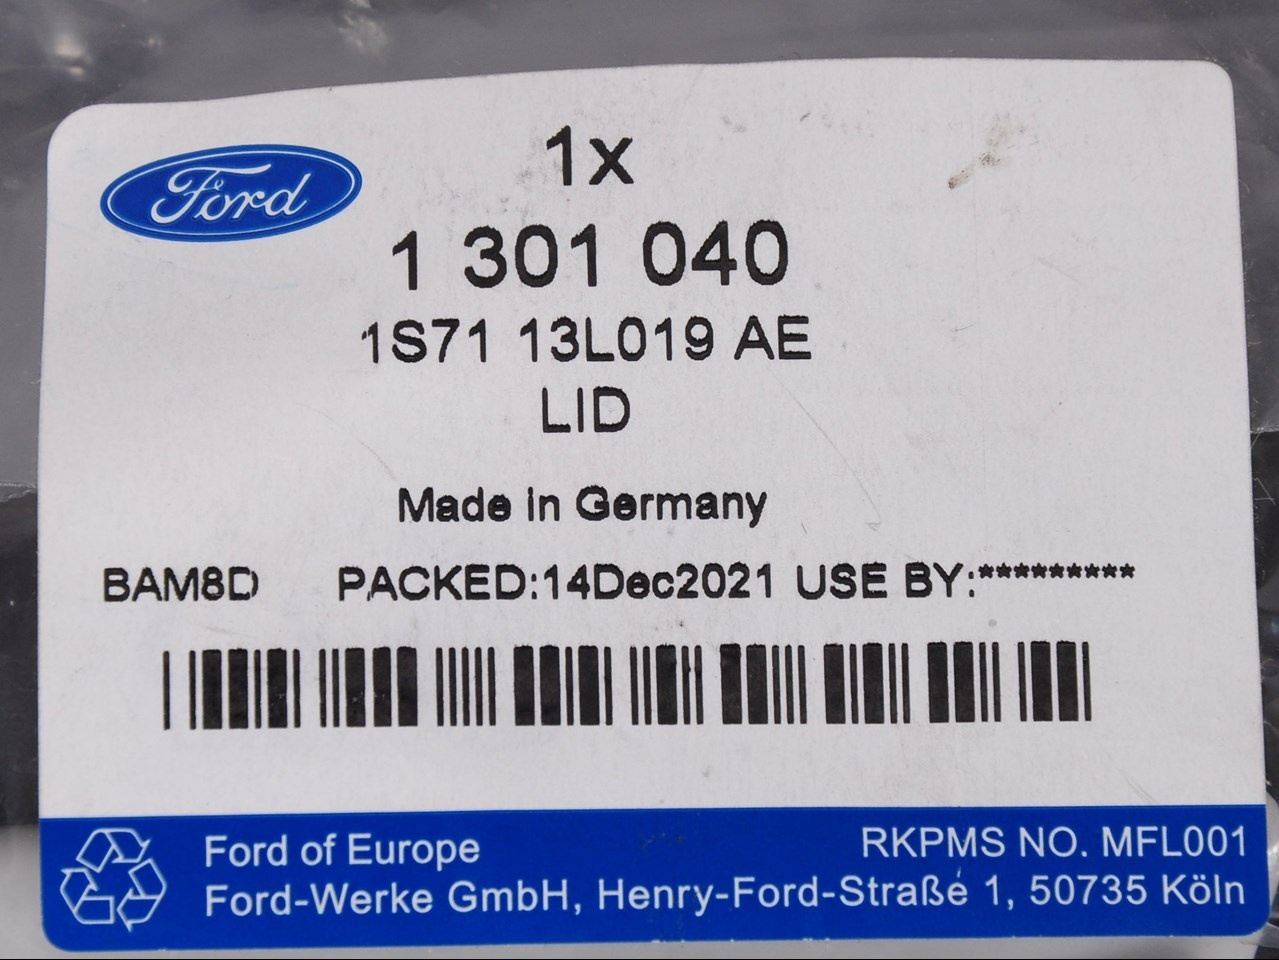 1x
Ford
1 301 040
1S71 13L019 AE
LID
Made in Germany
BAM8D PACKED:14Dec2021 USE BY:*********
Ford of Europe
RKPMS NO. MFL001
Ford-Werke GmbH, Henry-Ford-Straße 1, 50735 Köln